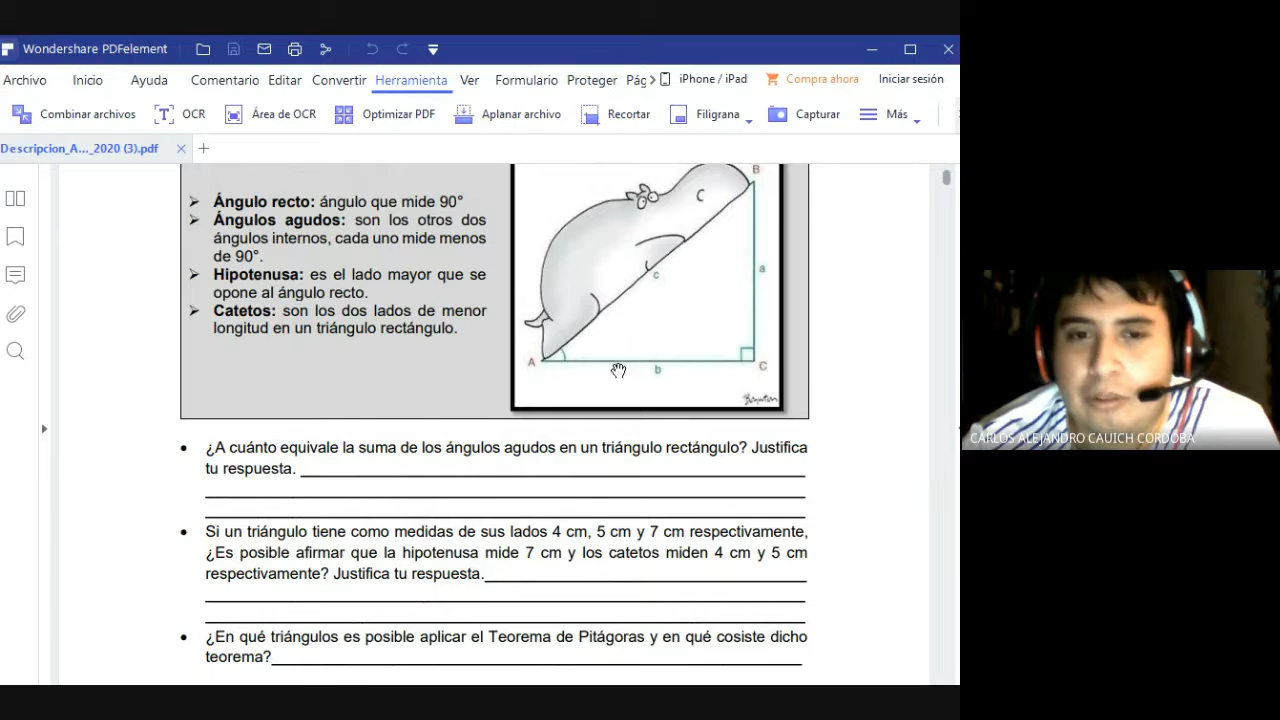 Wondershare PDFelement
Archivo Inicio Ayuda Comentario Editar Convertir Herramienta Ver Formulario Proteger Pág iPhone / iPad Compra ahora Iniciar sesión
Combinar archivos OCR Área de OCR Optimizar PDF Aplanar archivo Recortar Filigrana Capturar Más
Descripcion_A..._2020 (3).pdf
Ángulo recto: ángulo que mide 90°
Ángulos agudos: son los otros dos
ángulos internos, cada uno mide menos
de 90°.
Hipotenusa: es el lado mayor que se
opone al ángulo recto.
Catetos: son los dos lados de menor
longitud en un triángulo rectángulo.
B
a
c
A
b
C
Boynton
• ¿A cuánto equivale la suma de los ángulos agudos en un triángulo rectángulo? Justifica
tu respuesta.
• Si un triángulo tiene como medidas de sus lados 4 cm, 5 cm y 7 cm respectivamente,
¿Es posible afirmar que la hipotenusa mide 7 cm y los catetos miden 4 cm y 5 cm
respectivamente? Justifica tu respuesta.
• ¿En qué triángulos es posible aplicar el Teorema de Pitágoras y en qué cosiste dicho
teorema?
CARLOS ALEJANDRO CAUICH CORDOBA